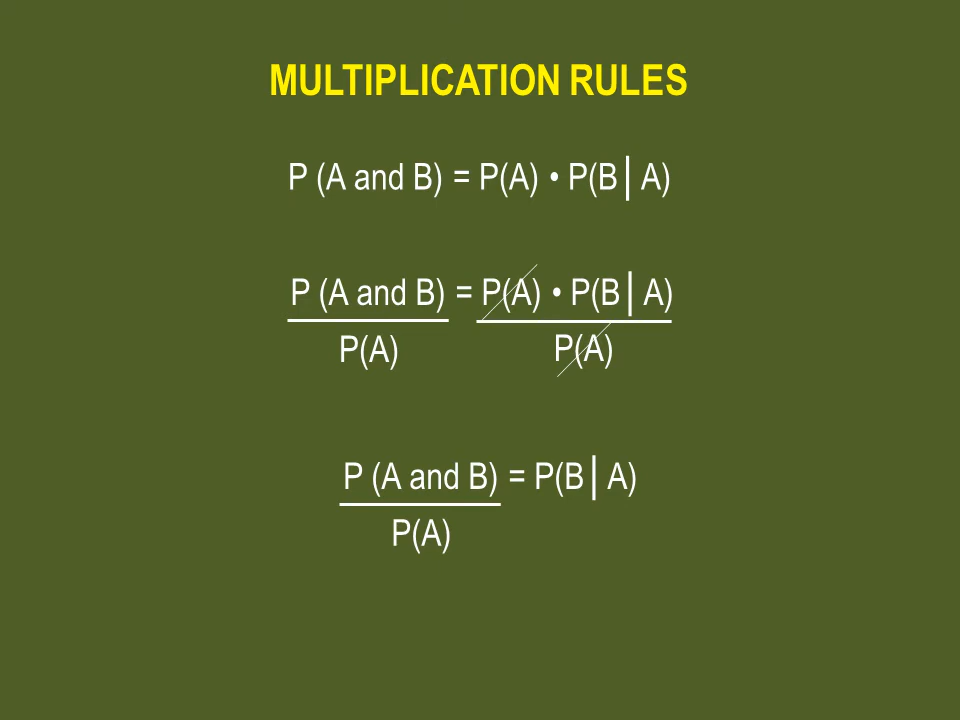 MULTIPLICATION RULES
P (A and B) = P(A) • P(B│A)
P (A and B) = P(A) • P(B│A)
P(A) P(A)
P (A and B) = P(B│A)
P(A)